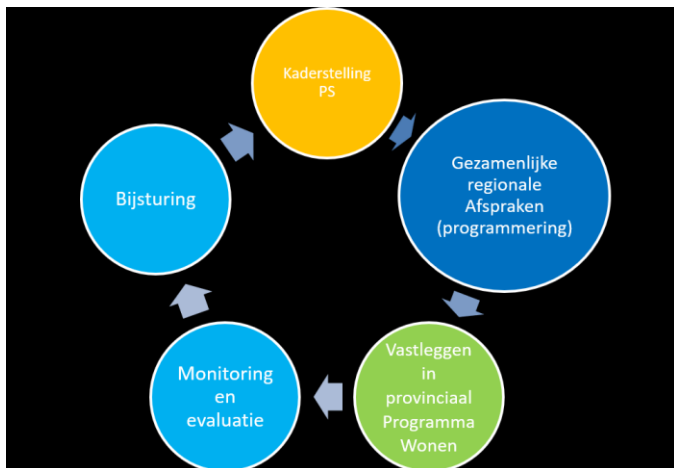 Kaderstelling
PS
Gezamenlijke
regionale
Afspraken
(programmering)
Vastleggen
in
provinciaal
Programma
Wonen
Monitoring
en
evaluatie
Bijsturing